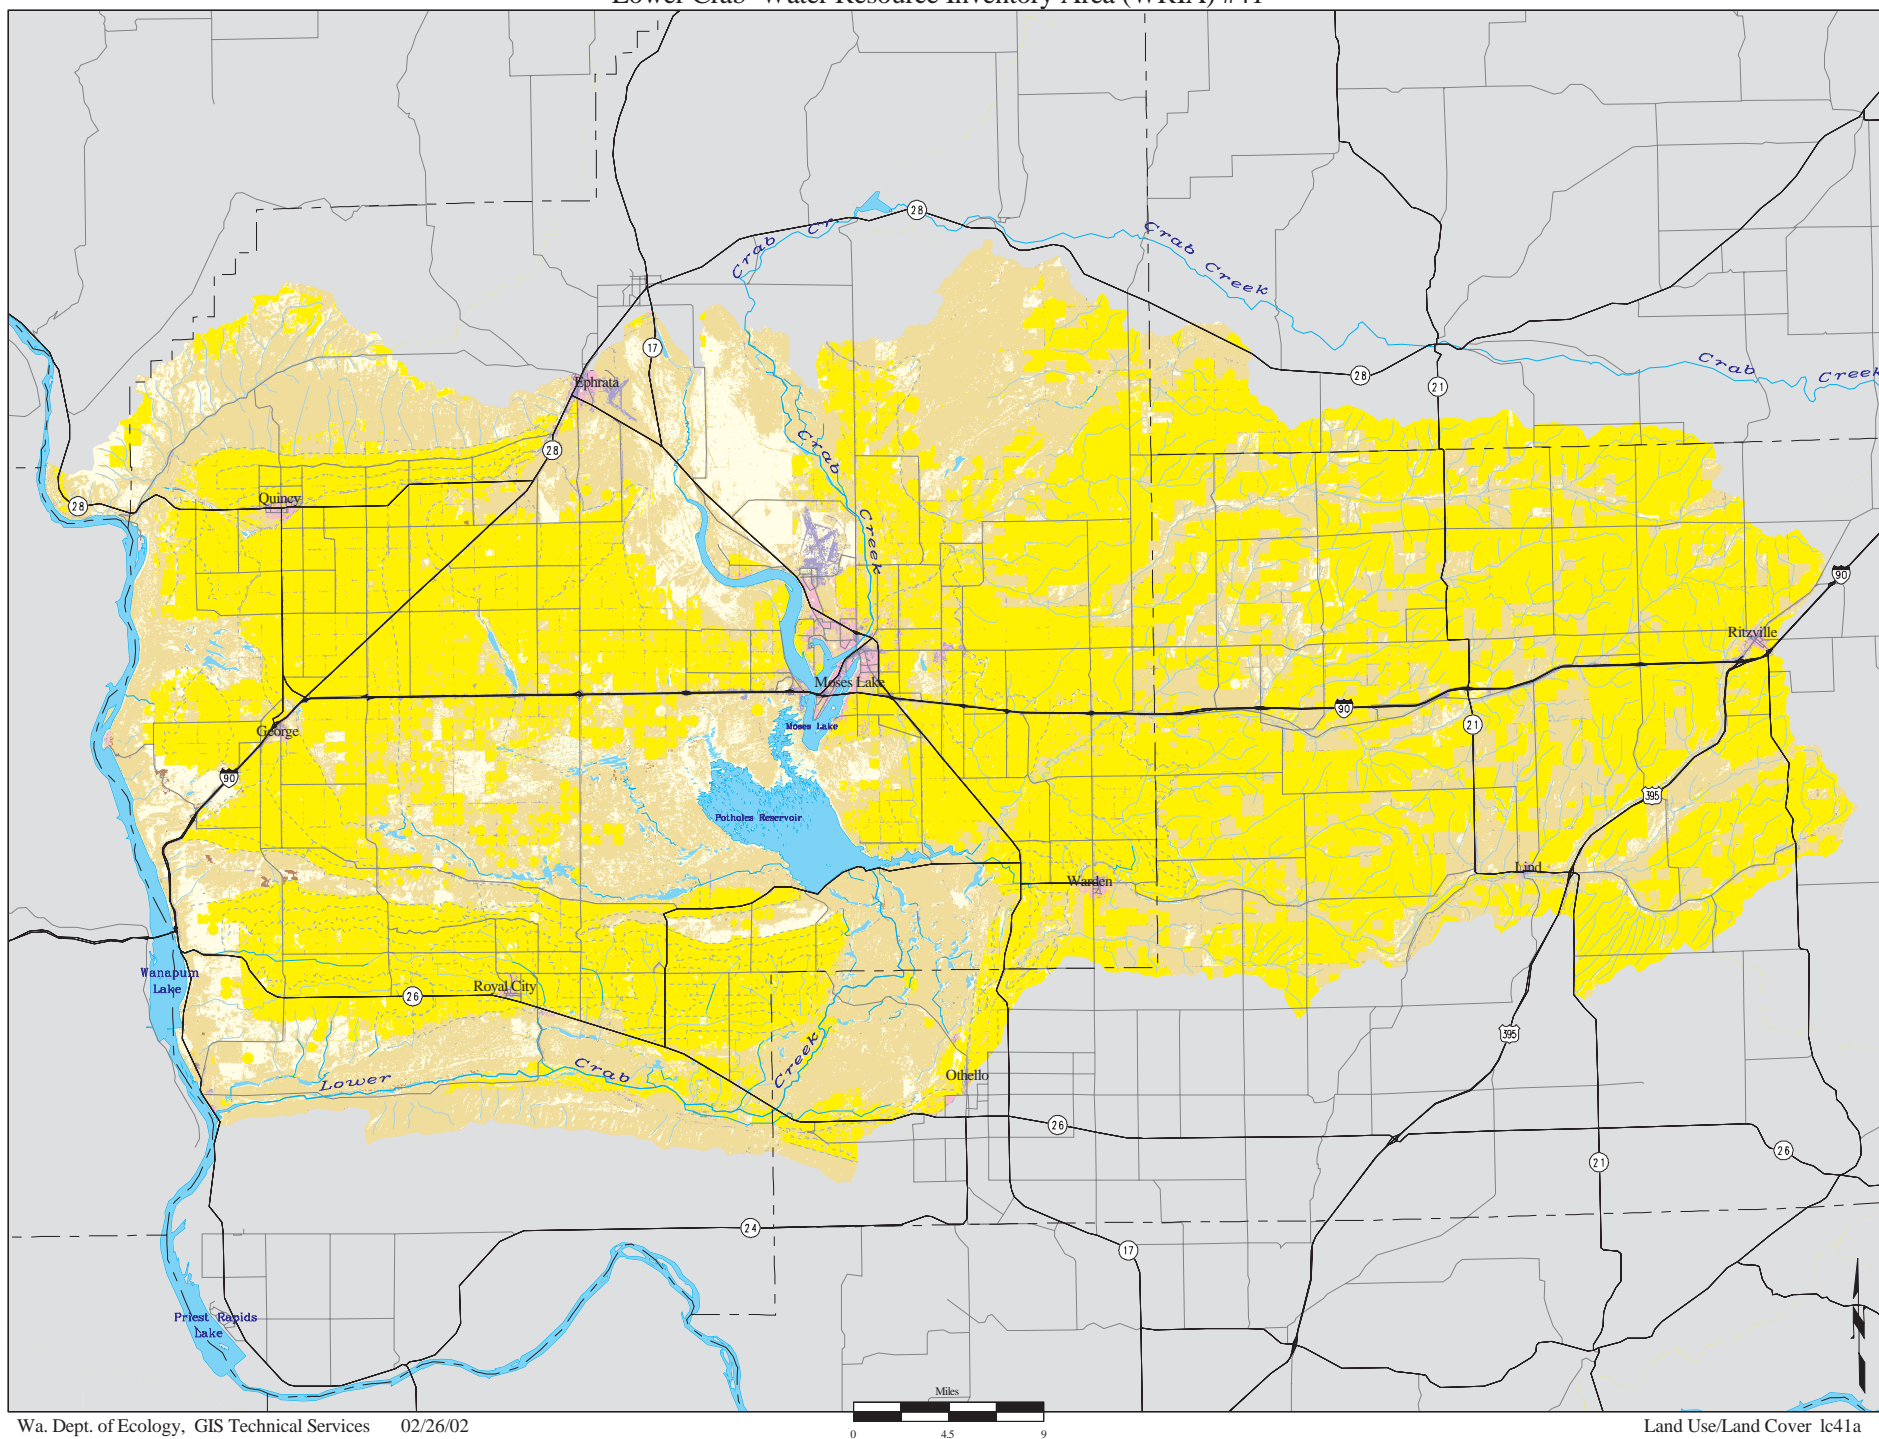 Lower Crab Water Resource Inventory Area (WRIA) #41
28
Crab Cr
Crab Creek
17
Crab
Creek
28
21
Ephrata
28
Crab
Creek
Quincy
28
90
Ritzville
Moses Lake
Moses Lake
90
21
George
90
395
Potholes Reservoir
Lind
Warden
Wanapum
Lake
Royal City
26
395
Lower
Crab
Creek
Othello
26
26
21
24
17
Priest Rapids
Lake
Miles
0
4.5
9
N
Wa. Dept. of Ecology, GIS Technical Services 02/26/02
Land Use/Land Cover lc41a